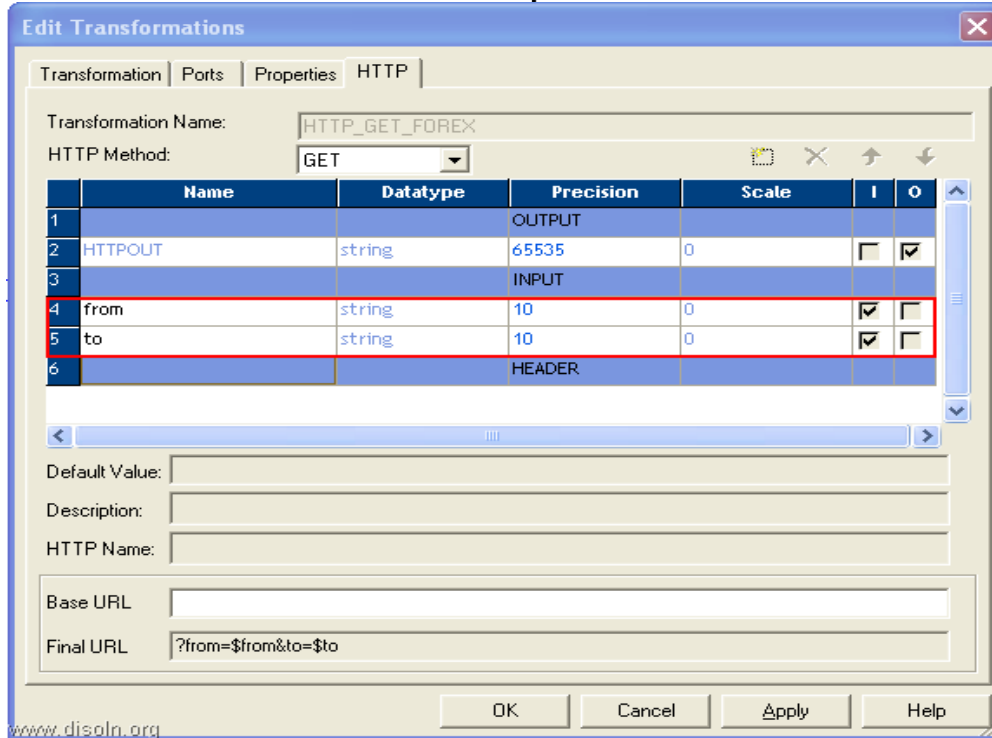 Edit Transformations
Transformation Ports Properties HTTP
Transformation Name: HTTP_GET_FOREX
HTTP Method: GET
Name Datatype Precision Scale I O
1 OUTPUT
2 HTTPOUT string 65535 0
3 INPUT
4 from string 10 0
5 to string 10 0
6 HEADER
Default Value:
Description:
HTTP Name:
Base URL
Final URL ?from=$from&to=$to
OK Cancel Apply Help
www.disoln.org